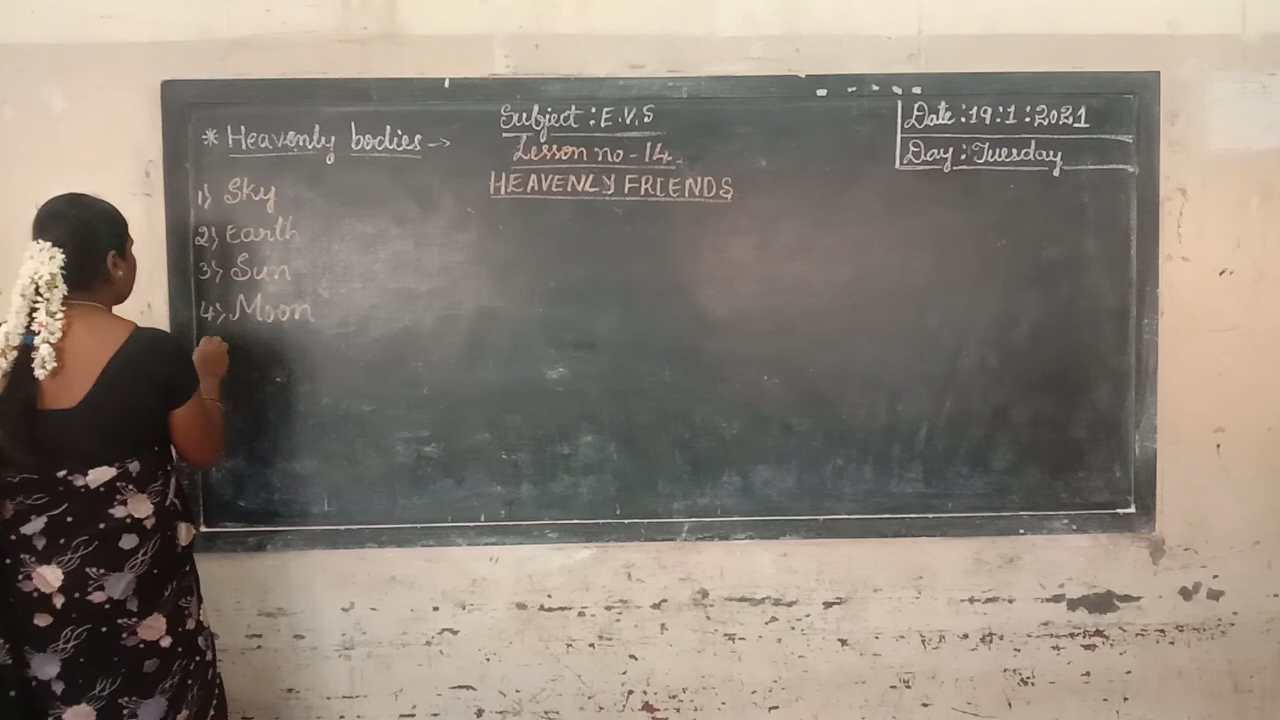 Subject : E.V.S
Lesson no - 14.
HEAVENLY FRIENDS
Date : 19 : 1 : 2021
Day : Tuesday
* Heavenly bodies ->
1) Sky
2) Earth
3) Sun
4) Moon